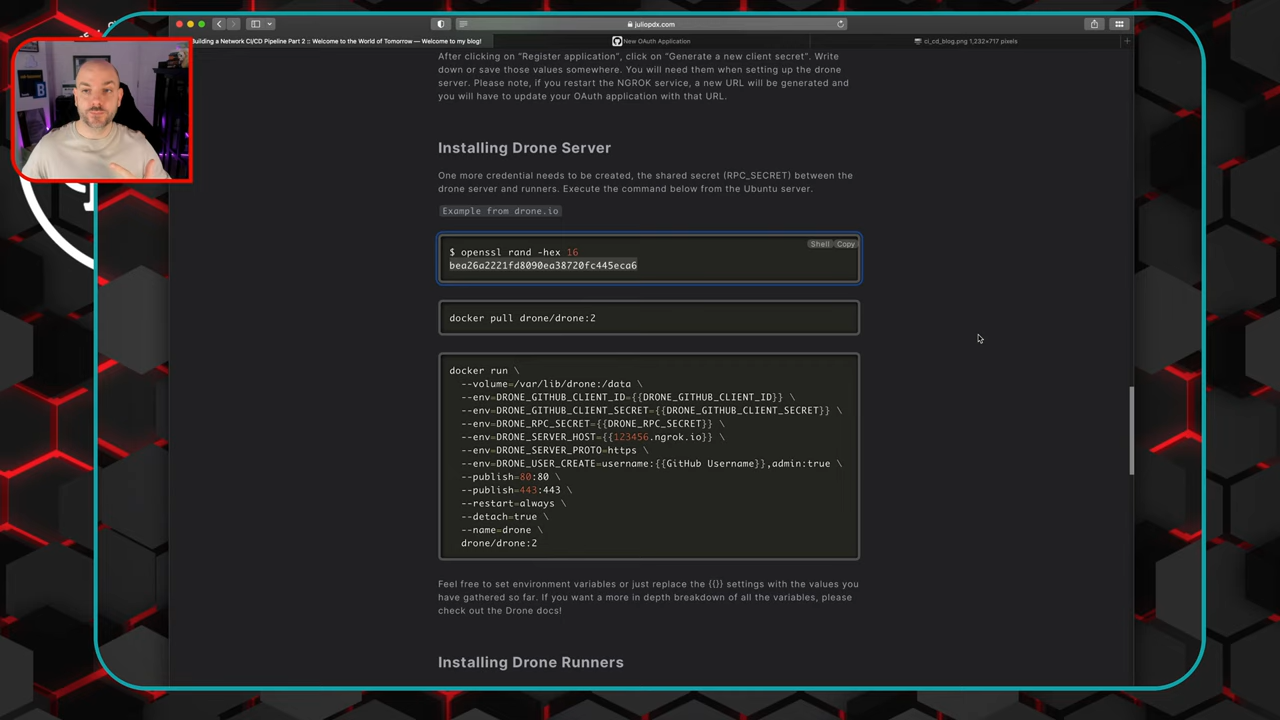 juliopdx.com
Building a Network CI/CD Pipeline Part 2 :: Welcome to the World of Tomorrow — Welcome to my blog!
New OAuth Application
ci_cd_blog.png 1,232×717 pixels
After clicking on "Register application", click on "Generate a new client secret". Write
down or save those values somewhere. You will need them when setting up the drone
server. Please note, if you restart the NGROK service, a new URL will be generated and
you will have to update your OAuth application with that URL.
Installing Drone Server
One more credential needs to be created, the shared secret (RPC_SECRET) between the
drone server and runners. Execute the command below from the Ubuntu server.
Example from drone.io
Shell Copy
$ openssl rand -hex 16
bea26a2221fd8090ea38720fc445eca6
docker pull drone/drone:2
docker run \
--volume=/var/lib/drone:/data \
--env=DRONE_GITHUB_CLIENT_ID={{DRONE_GITHUB_CLIENT_ID}} \
--env=DRONE_GITHUB_CLIENT_SECRET={{DRONE_GITHUB_CLIENT_SECRET}} \
--env=DRONE_RPC_SECRET={{DRONE_RPC_SECRET}} \
--env=DRONE_SERVER_HOST={{123456.ngrok.io}} \
--env=DRONE_SERVER_PROTO=https \
--env=DRONE_USER_CREATE=username:{{GitHub Username}},admin:true \
--publish=80:80 \
--publish=443:443 \
--restart=always \
--detach=true \
--name=drone \
drone/drone:2
Feel free to set environment variables or just replace the {{}} settings with the values you
have gathered so far. If you want a more in depth breakdown of all the variables, please
check out the Drone docs!
Installing Drone Runners